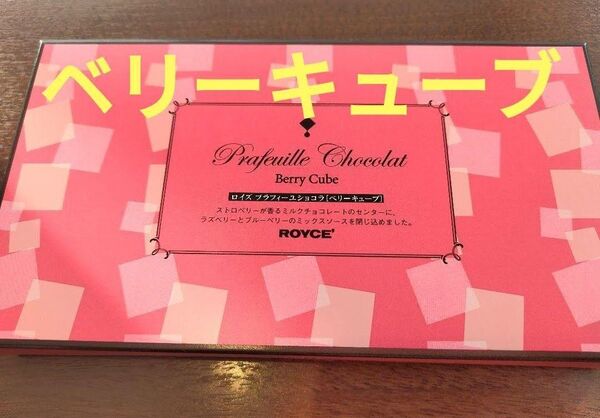 ベリーキューブ
Prafeuille Chocolat
Berry Cube
ロイズ プラフィーユショコラ[ベリーキューブ]
ストロベリーが香るミルクチョコレートのセンターに、
ラズベリーとブルーベリーのミックスソースを閉じ込めました。
ROYCE'